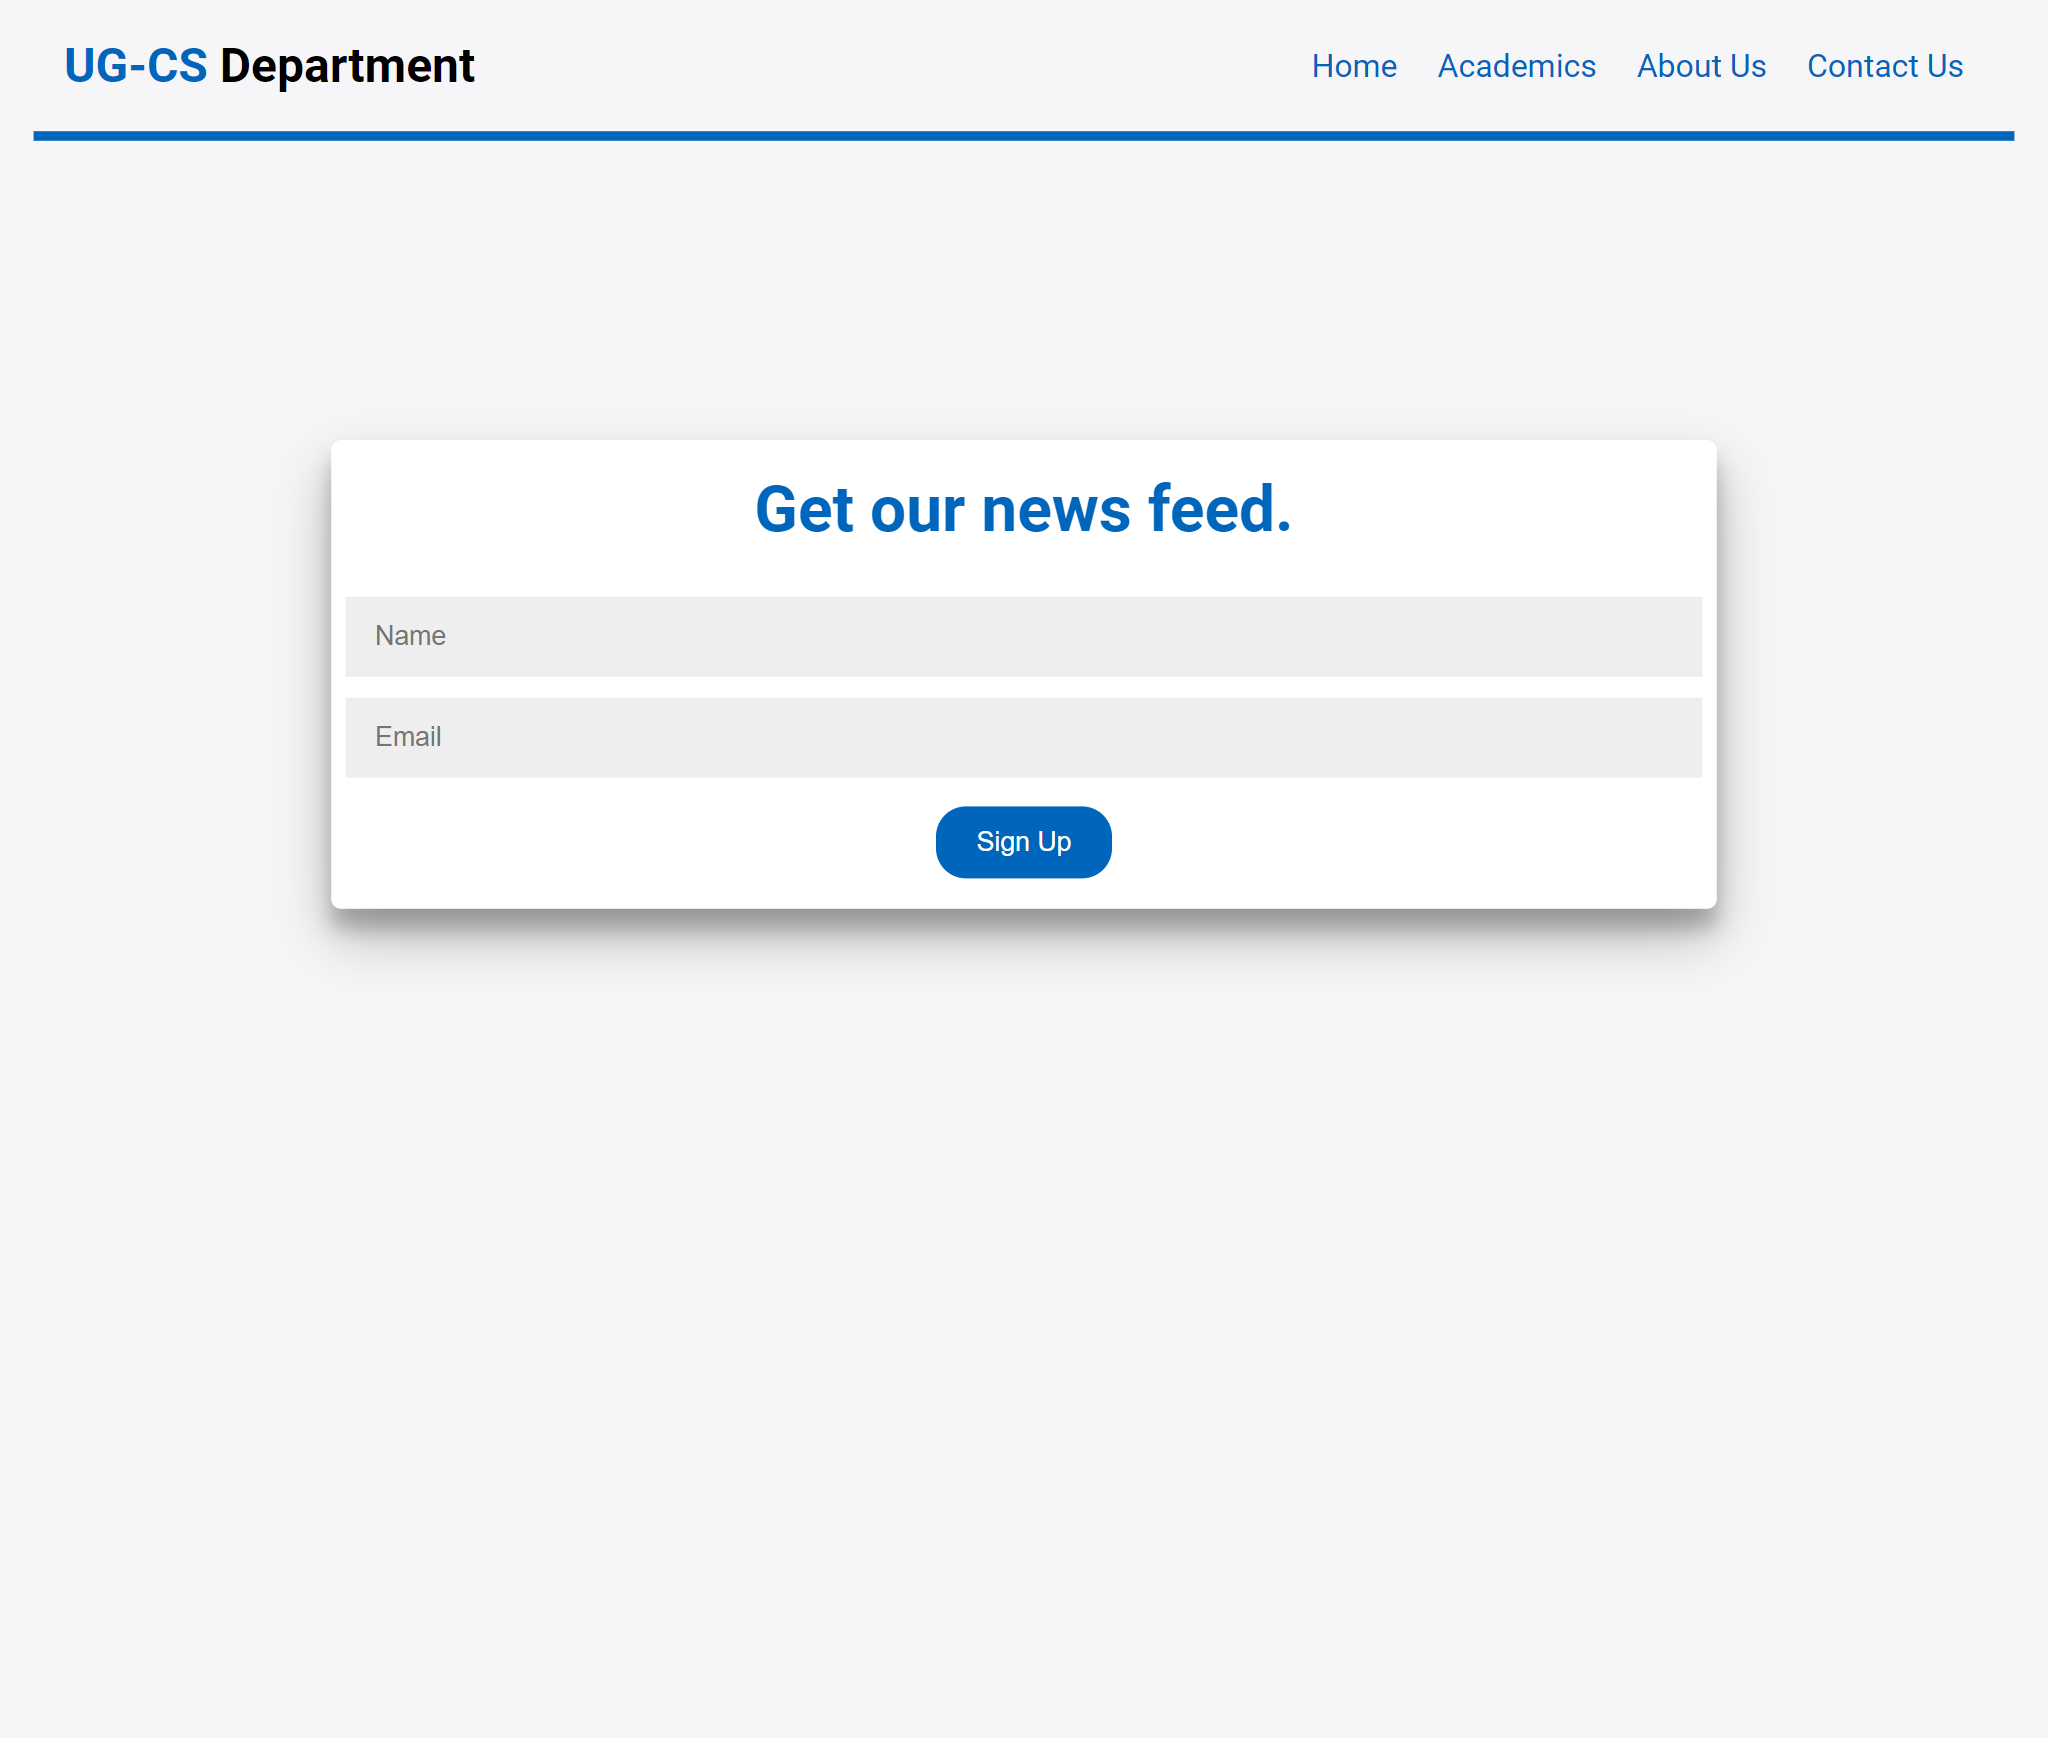 UG-CS Department
Home Academics About Us Contact Us
Get our news feed.
Name
Email
Sign Up